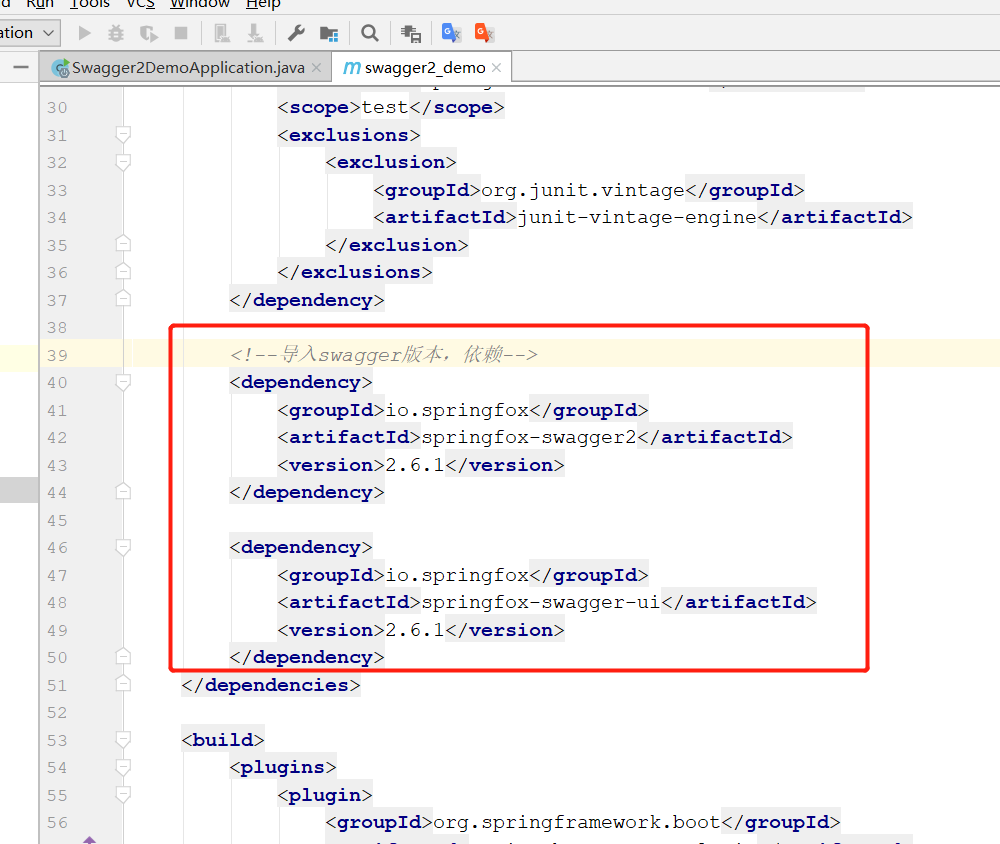 Run Tools VCS Window Help
ation
Swagger2DemoApplication.java swagger2_demo
30 <scope>test</scope>
31 <exclusions>
32 <exclusion>
33 <groupId>org.junit.vintage</groupId>
34 <artifactId>junit-vintage-engine</artifactId>
35 </exclusion>
36 </exclusions>
37 </dependency>
38
39 <!--导入swagger版本，依赖-->
40 <dependency>
41 <groupId>io.springfox</groupId>
42 <artifactId>springfox-swagger2</artifactId>
43 <version>2.6.1</version>
44 </dependency>
45
46 <dependency>
47 <groupId>io.springfox</groupId>
48 <artifactId>springfox-swagger-ui</artifactId>
49 <version>2.6.1</version>
50 </dependency>
51 </dependencies>
52
53 <build>
54 <plugins>
55 <plugin>
56 <groupId>org.springframework.boot</groupId>